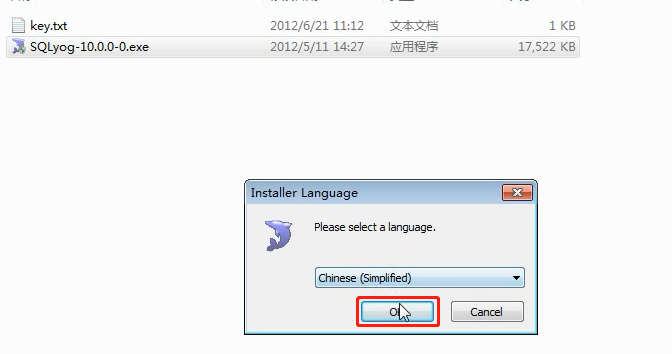 key.txt 2012/6/21 11:12 文本文档 1 KB
SQLyog-10.0.0-0.exe 2012/5/11 14:27 应用程序 17,522 KB
Installer Language
Please select a language.
Chinese (Simplified)
Cancel